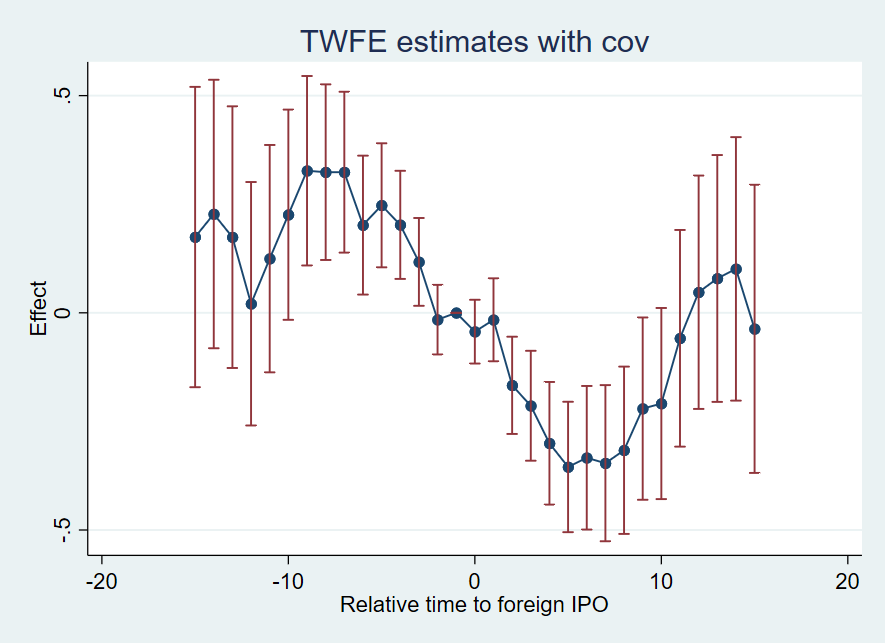 TWFE estimates with cov
.5
0
-.5
Effect
-20 -10 0 10 20
Relative time to foreign IPO